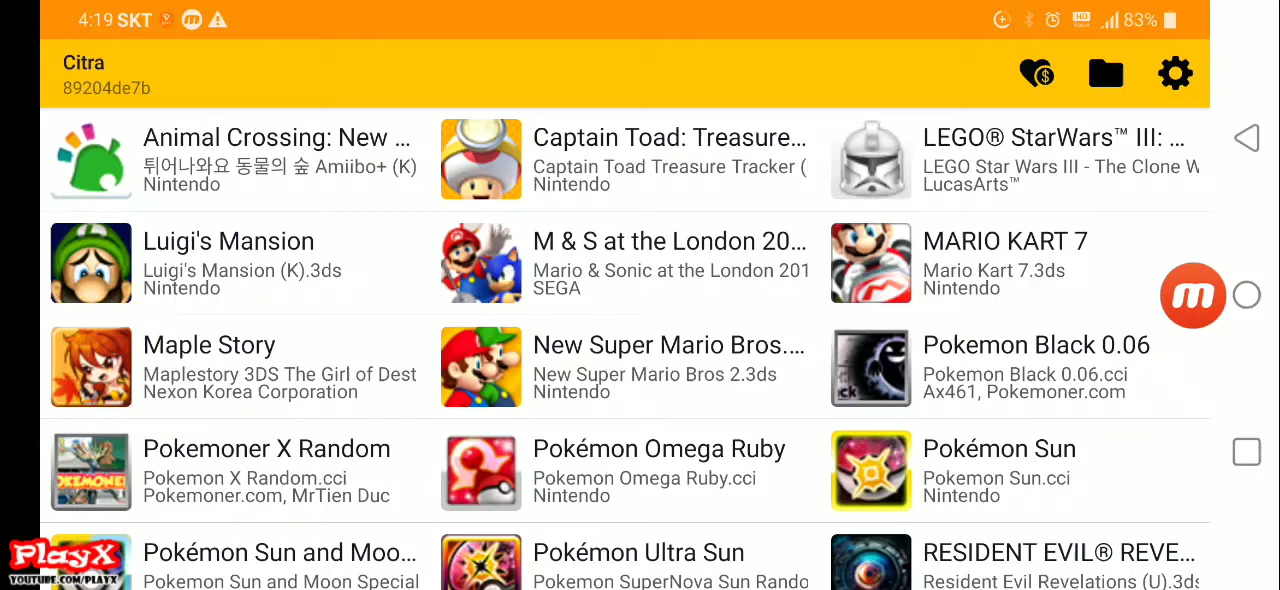 4:19 SKT
83%
Citra
89204de7b
Animal Crossing: New ...
튀어나와요 동물의 숲 Amiibo+ (K)
Nintendo
Captain Toad: Treasure...
Captain Toad Treasure Tracker (
Nintendo
LEGO® StarWars™ III: ...
LEGO Star Wars III - The Clone W
LucasArts™
Luigi's Mansion
Luigi's Mansion (K).3ds
Nintendo
M & S at the London 20...
Mario & Sonic at the London 201
SEGA
MARIO KART 7
Mario Kart 7.3ds
Nintendo
Maple Story
Maplestory 3DS The Girl of Dest
Nexon Korea Corporation
New Super Mario Bros....
New Super Mario Bros 2.3ds
Nintendo
Pokemon Black 0.06
Pokemon Black 0.06.cci
Ax461, Pokemoner.com
Pokemoner X Random
Pokemon X Random.cci
Pokemoner.com, MrTien Duc
Pokémon Omega Ruby
Pokemon Omega Ruby.cci
Nintendo
Pokémon Sun
Pokemon Sun.cci
Nintendo
Pokémon Sun and Moo...
Pokemon Sun and Moon Special
Pokémon Ultra Sun
Pokemon SuperNova Sun Rando
RESIDENT EVIL® REVE...
Resident Evil Revelations (U).3ds
PlayX
YOUTUBE.COM/PLAYX